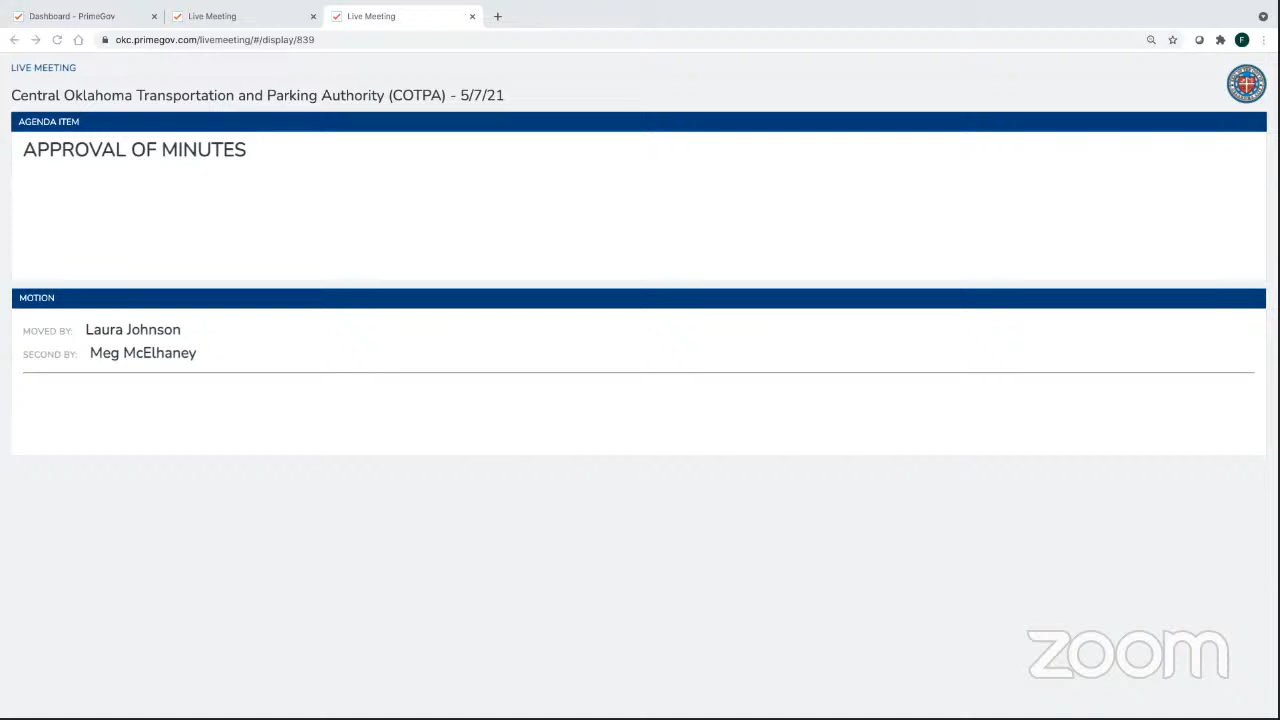 Dashboard - PrimeGov
Live Meeting
Live Meeting
okc.primegov.com/livemeeting/#/display/839
F
LIVE MEETING
Central Oklahoma Transportation and Parking Authority (COTPA) - 5/7/21
AGENDA ITEM
APPROVAL OF MINUTES
MOTION
MOVED BY: Laura Johnson
SECOND BY: Meg McElhaney
zoom